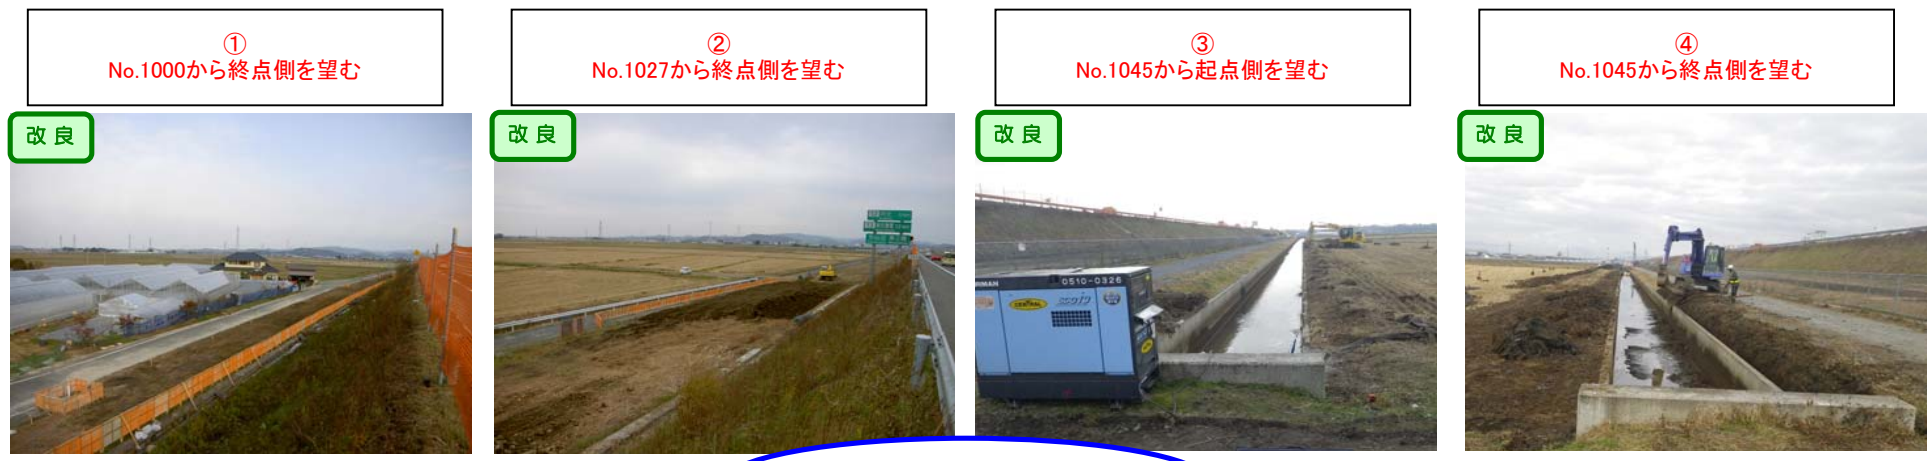 ①
No.1000から終点側を望む
②
No.1027から終点側を望む
③
No.1045から起点側を望む
④
No.1045から終点側を望む
改良
改良
改良
改良
0510-0326
CENTRAL